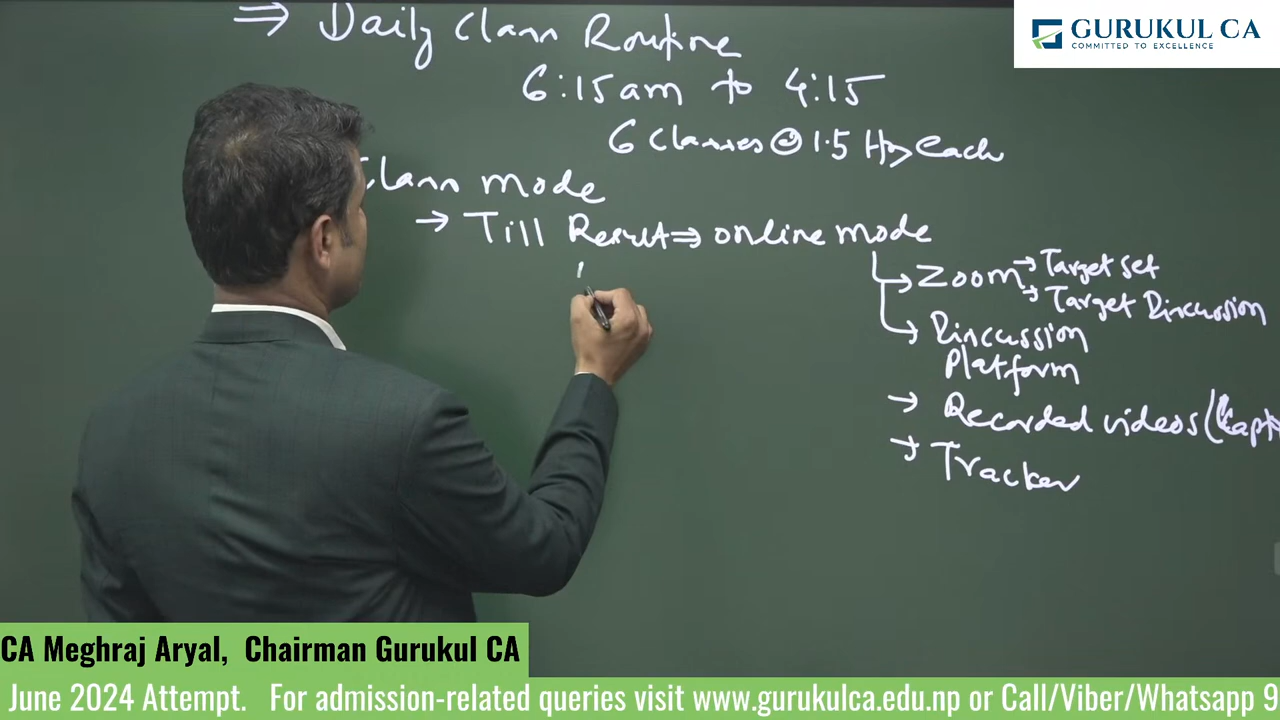 ⇒ Daily Class Routine
6:15am to 4:15
6 Classes @ 1.5 Hrs each
Class mode
→ Till Result ⇒ online mode
→ Zoom → Target Set
→ Target Discussion
→ Discussion
Platform
→ Recorded videos (
→ Tracker
GURUKUL CA
COMMITTED TO EXCELLENCE
CA Meghraj Aryal, Chairman Gurukul CA
June 2024 Attempt. For admission-related queries visit www.gurukulca.edu.np or Call/Viber/Whatsapp 9